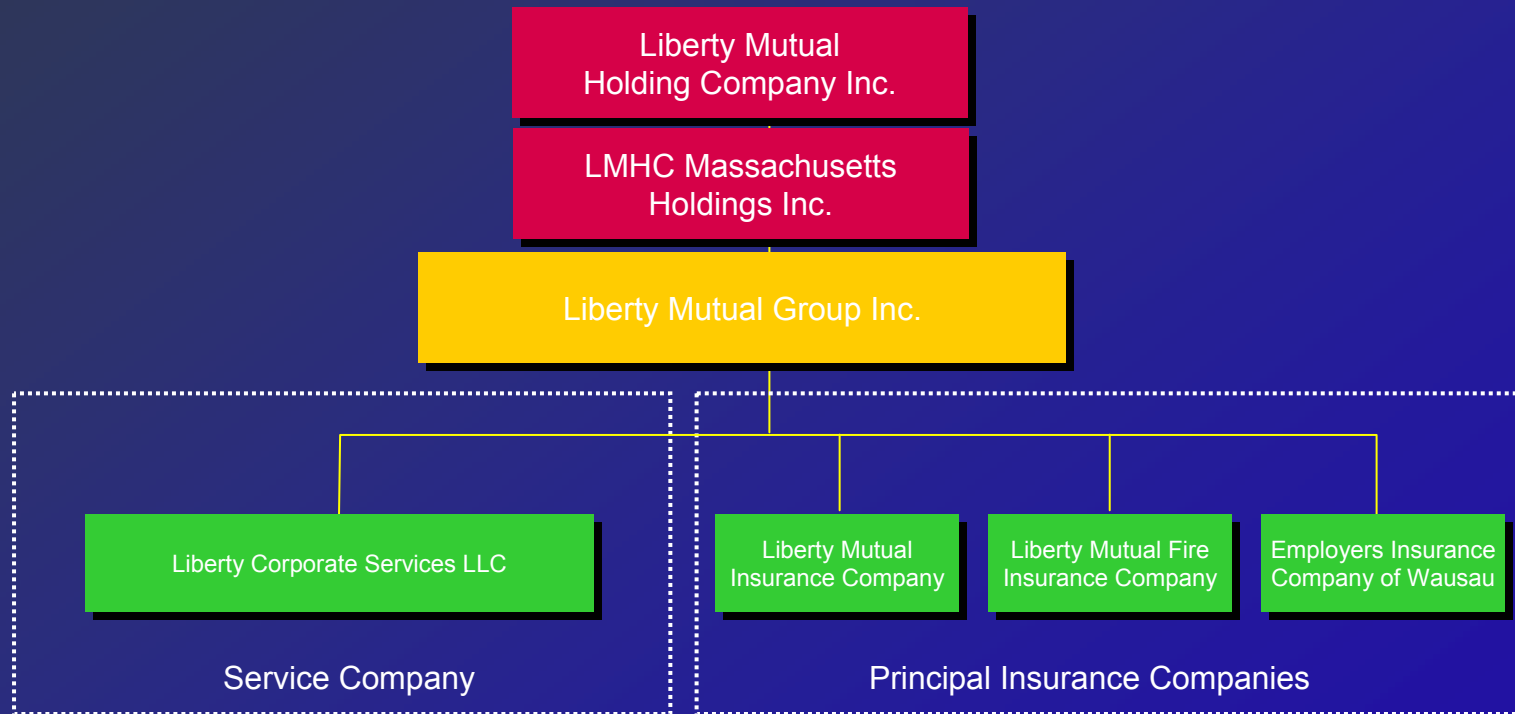 Liberty Mutual
Holding Company Inc.
LMHC Massachusetts
Holdings Inc.
Liberty Mutual Group Inc.
Liberty Corporate Services LLC
Liberty Mutual
Insurance Company
Liberty Mutual Fire
Insurance Company
Employers Insurance
Company of Wausau
Service Company
Principal Insurance Companies